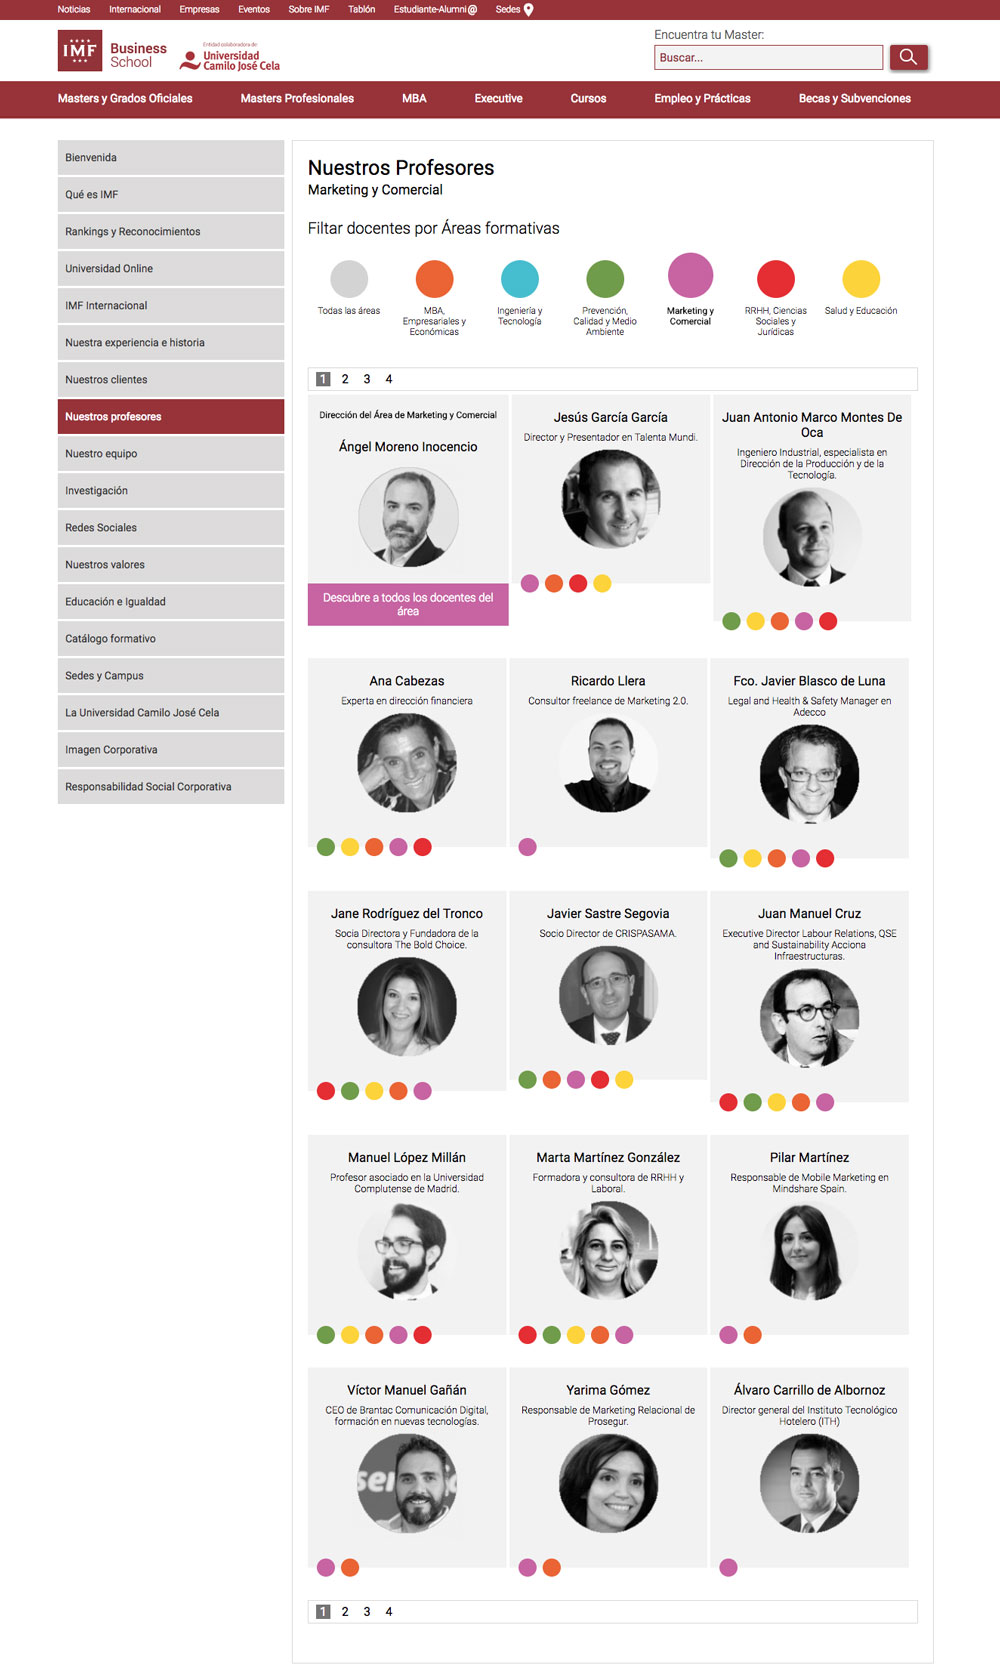 Noticias Internacional Empresas Eventos Sobre IMF Tablón Estudiante-Alumni@ Sedes
IMF Business
School
Entidad colaboradora de:
Universidad
Camilo José Cela
Encuentra tu Master:
Buscar...
Masters y Grados Oficiales Masters Profesionales MBA Executive Cursos Empleo y Prácticas Becas y Subvenciones
Bienvenida
Qué es IMF
Rankings y Reconocimientos
Universidad Online
IMF Internacional
Nuestra experiencia e historia
Nuestros clientes
Nuestros profesores
Nuestro equipo
Investigación
Redes Sociales
Nuestros valores
Educación e Igualdad
Catálogo formativo
Sedes y Campus
La Universidad Camilo José Cela
Imagen Corporativa
Responsabilidad Social Corporativa
Nuestros Profesores
Marketing y Comercial
Filtar docentes por Áreas formativas
Todas las áreas
MBA,
Empresariales y
Económicas
Ingeniería y
Tecnología
Prevención,
Calidad y Medio
Ambiente
Marketing y
Comercial
RRHH, Ciencias
Sociales y
Jurídicas
Salud y Educación
1 2 3 4
Dirección del Área de Marketing y Comercial
Ángel Moreno Inocencio
Descubre a todos los docentes del
área
Jesús García García
Director y Presentador en Talenta Mundi.
Juan Antonio Marco Montes De
Oca
Ingeniero Industrial, especialista en
Dirección de la Producción y de la
Tecnología.
Ana Cabezas
Experta en dirección financiera
Ricardo Llera
Consultor freelance de Marketing 2.0.
Fco. Javier Blasco de Luna
Legal and Health & Safety Manager en
Adecco
Jane Rodríguez del Tronco
Socia Directora y Fundadora de la
consultora The Bold Choice.
Javier Sastre Segovia
Socio Director de CRISPASAMA.
Juan Manuel Cruz
Executive Director Labour Relations, QSE
and Sustainability Acciona
Infraestructuras.
Manuel López Millán
Profesor asociado en la Universidad
Complutense de Madrid.
Marta Martínez González
Formadora y consultora de RRHH y
Laboral.
Pilar Martínez
Responsable de Mobile Marketing en
Mindshare Spain.
Víctor Manuel Gañán
CEO de Brantac Comunicación Digital,
formación en nuevas tecnologías.
Yarima Gómez
Responsable de Marketing Relacional de
Prosegur.
Álvaro Carrillo de Albornoz
Director general del Instituto Tecnológico
Hotelero (ITH)
1 2 3 4